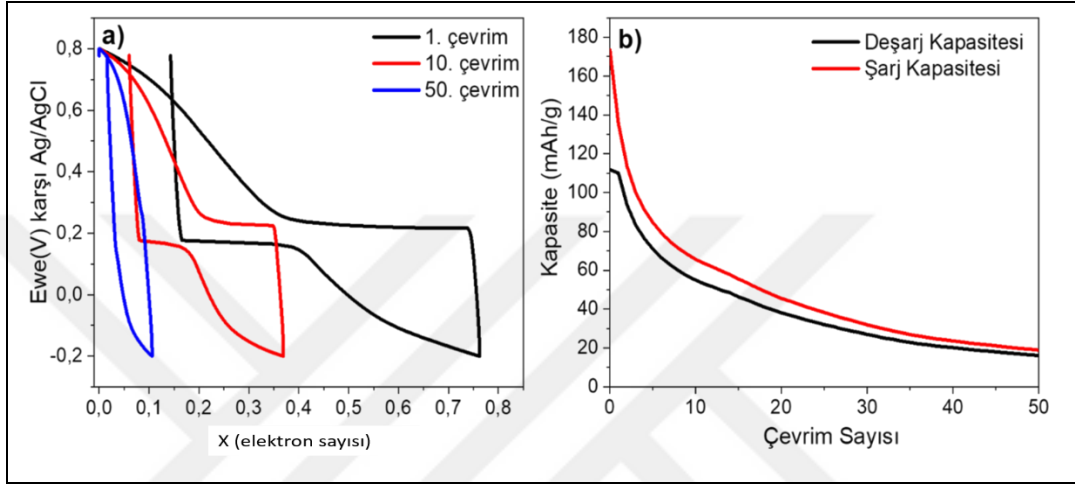 a)
1. çevrim
10. çevrim
50. çevrim
Ewe(V) karşı Ag/AgCl
0,8
0,6
0,4
0,2
0,0
-0,2
0,0 0,1 0,2 0,3 0,4 0,5 0,6 0,7 0,8
X (elektron sayısı)
b)
Deşarj Kapasitesi
Şarj Kapasitesi
Kapasite (mAh/g)
180
160
140
120
100
80
60
40
20
0
0 10 20 30 40 50
Çevrim Sayısı